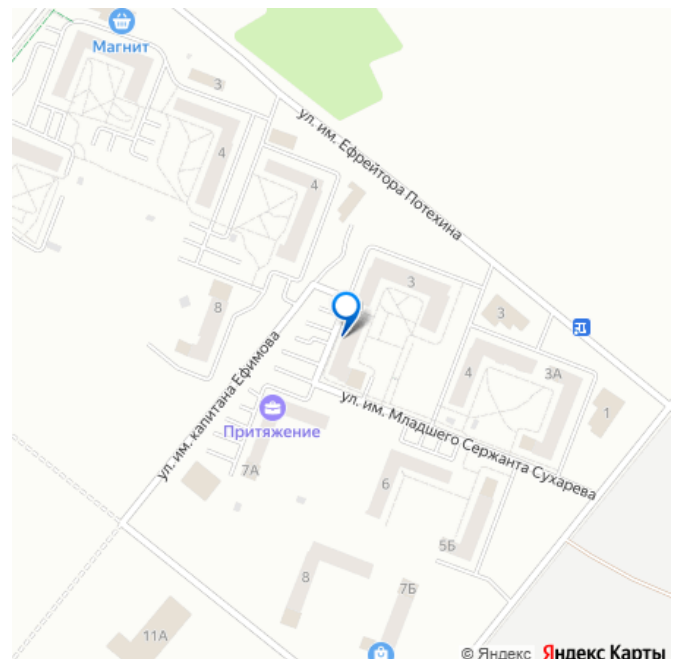 Магнит
3
ул. им. Ефрейтора Потехина
4
4
3
8
3
ул. им. капитана Ефимова
4
3А
1
ул. им. Младшего Сержанта Сухарева
Притяжение
7А
6
5Б
8
7Б
11А
© Яндекс Яндекс Карты